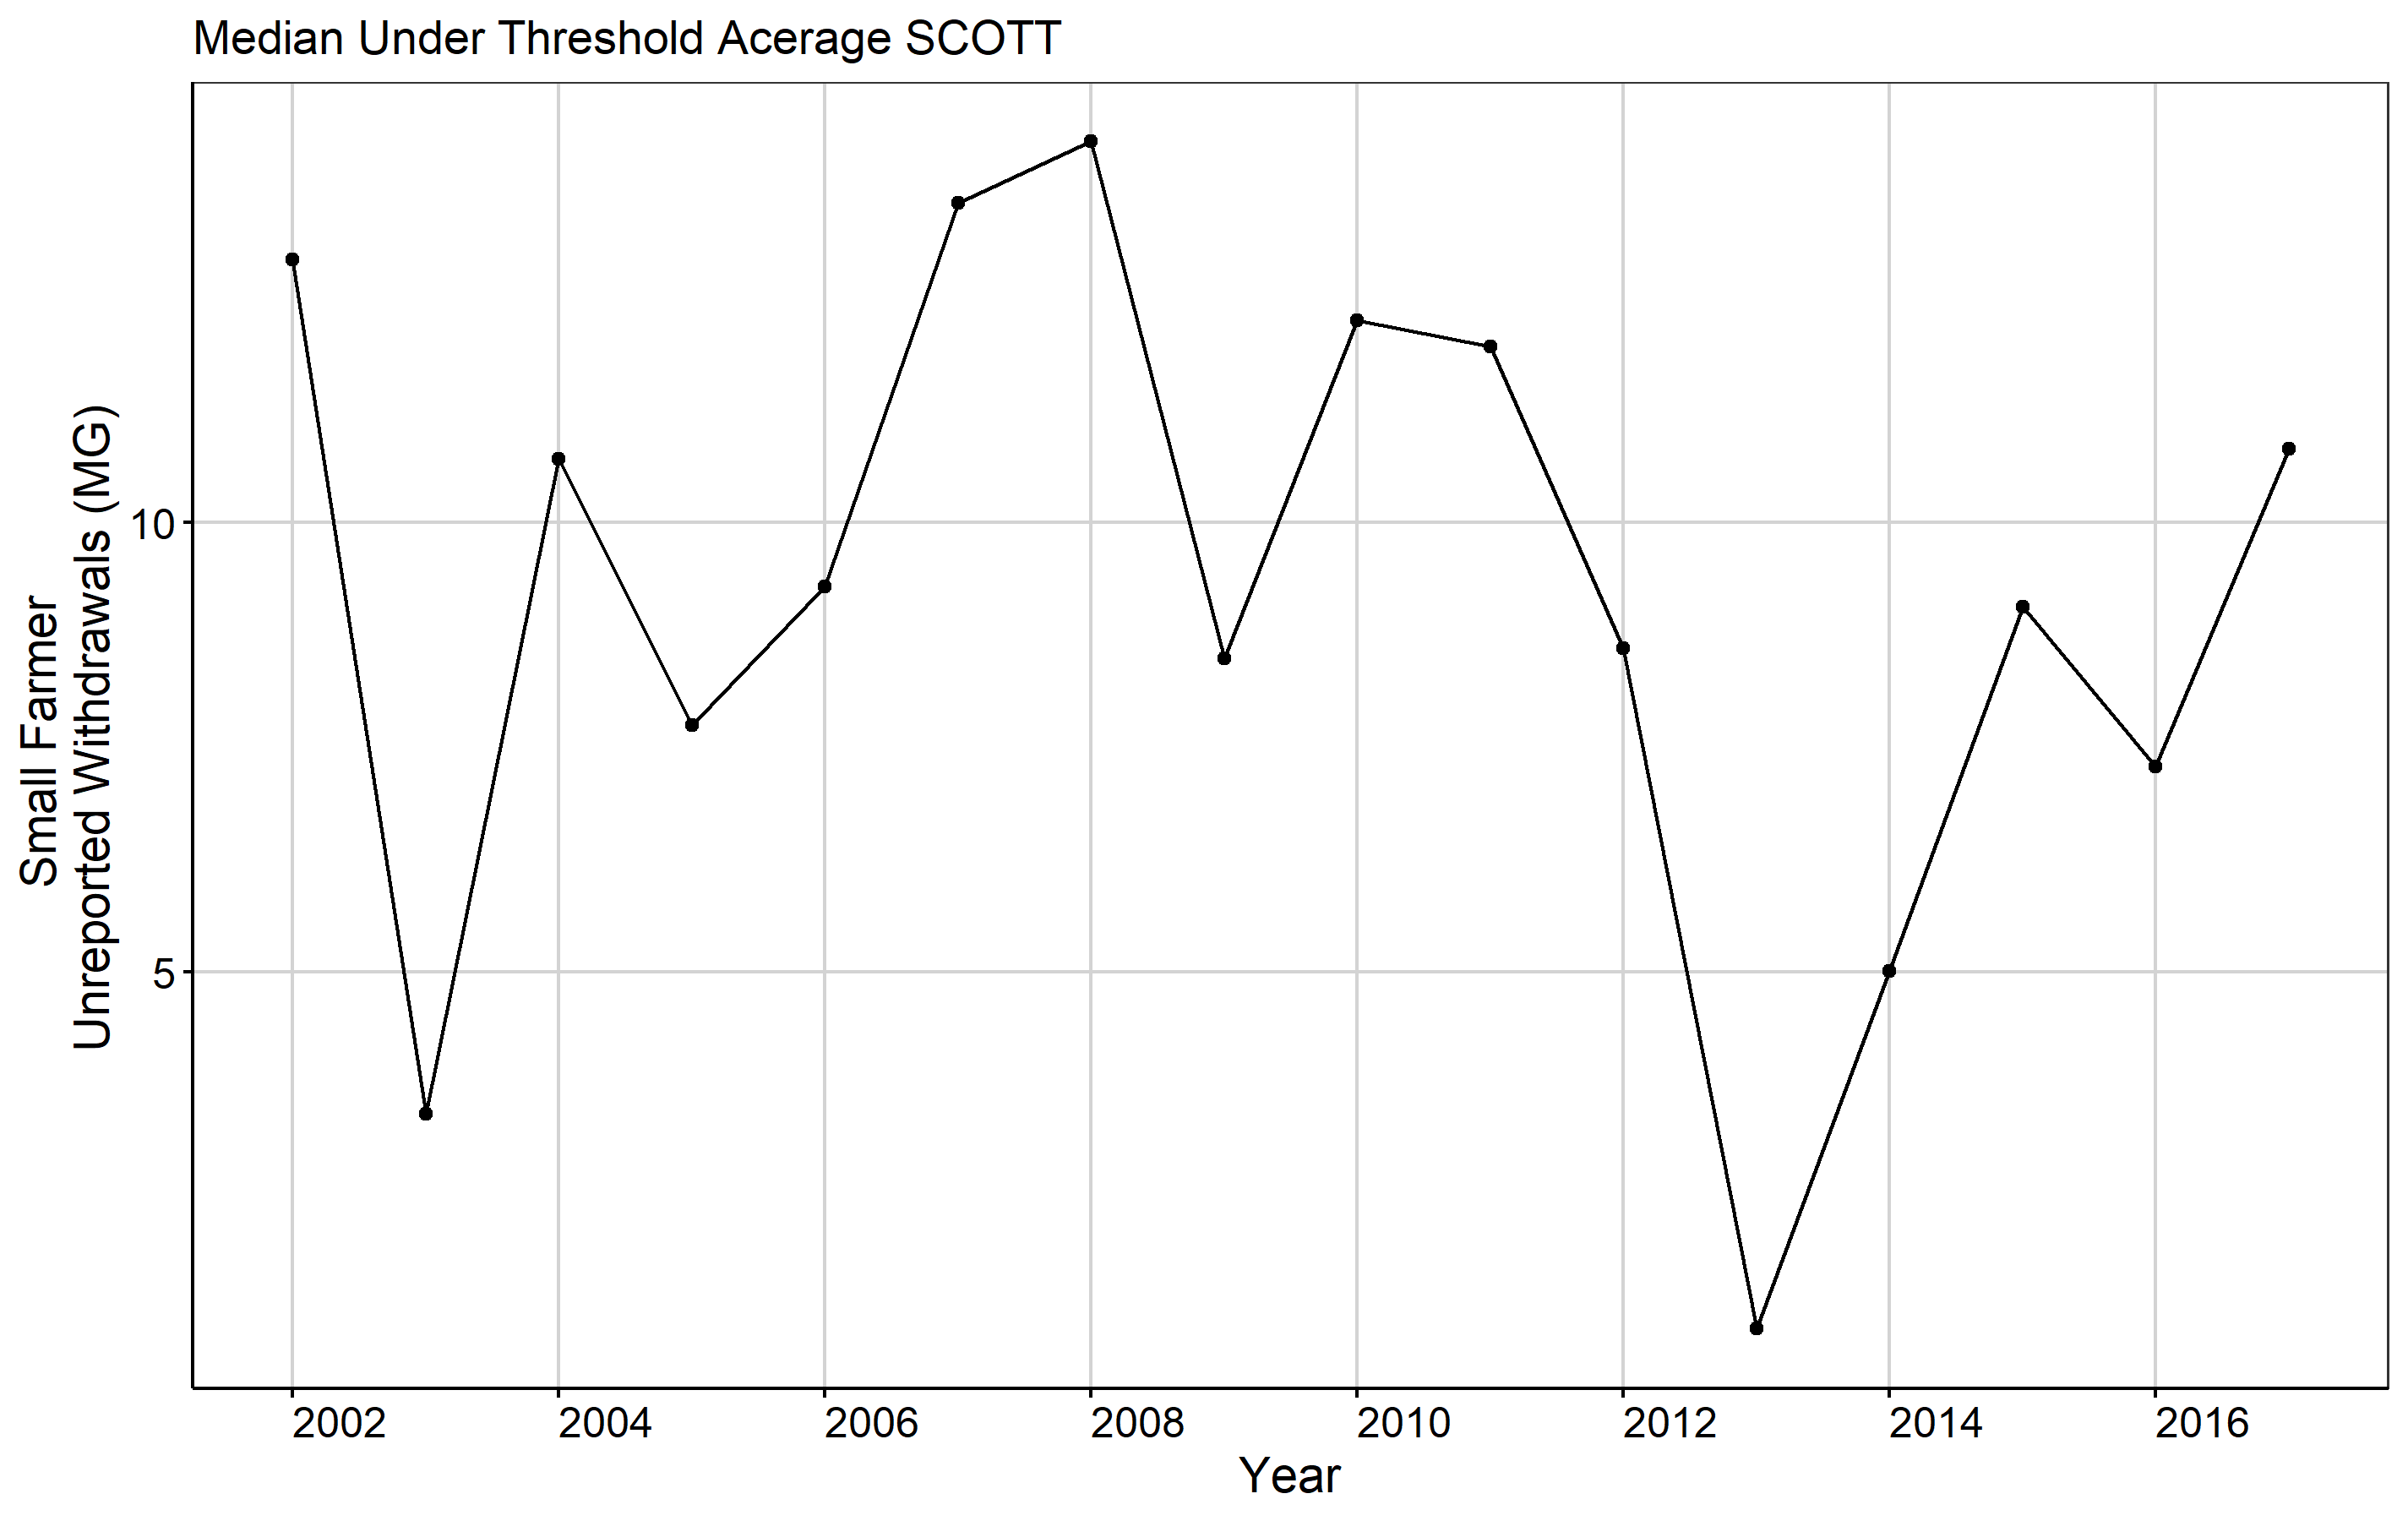 Median Under Threshold Acerage SCOTT
Small Farmer
Unreported Withdrawals (MG)
10
5
2002 2004 2006 2008 2010 2012 2014 2016
Year